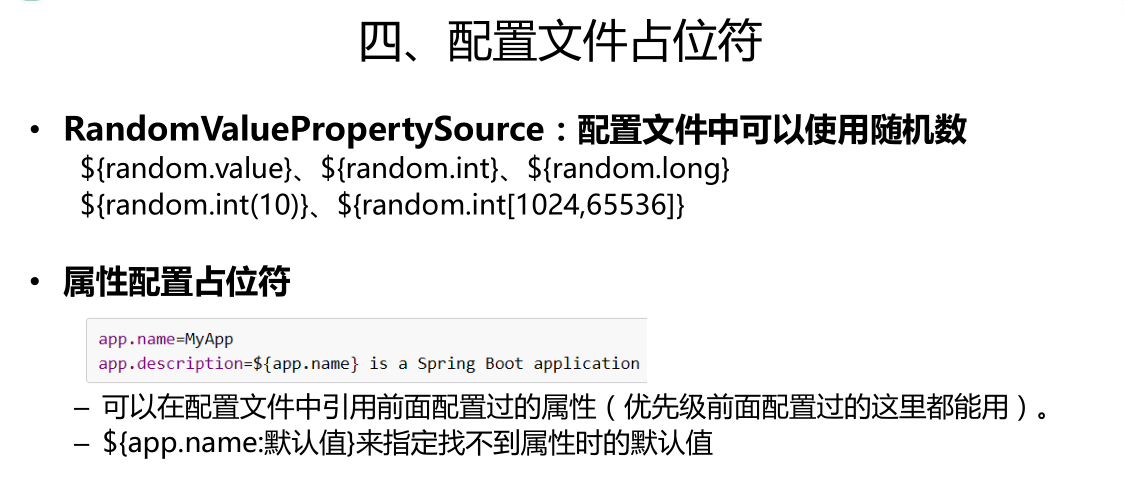 四、配置文件占位符
• RandomValuePropertySource：配置文件中可以使用随机数
${random.value}、${random.int}、${random.long}
${random.int(10)}、${random.int[1024,65536]}
• 属性配置占位符
app.name=MyApp
app.description=${app.name} is a Spring Boot application
– 可以在配置文件中引用前面配置过的属性（优先级前面配置过的这里都能用）。
– ${app.name:默认值}来指定找不到属性时的默认值